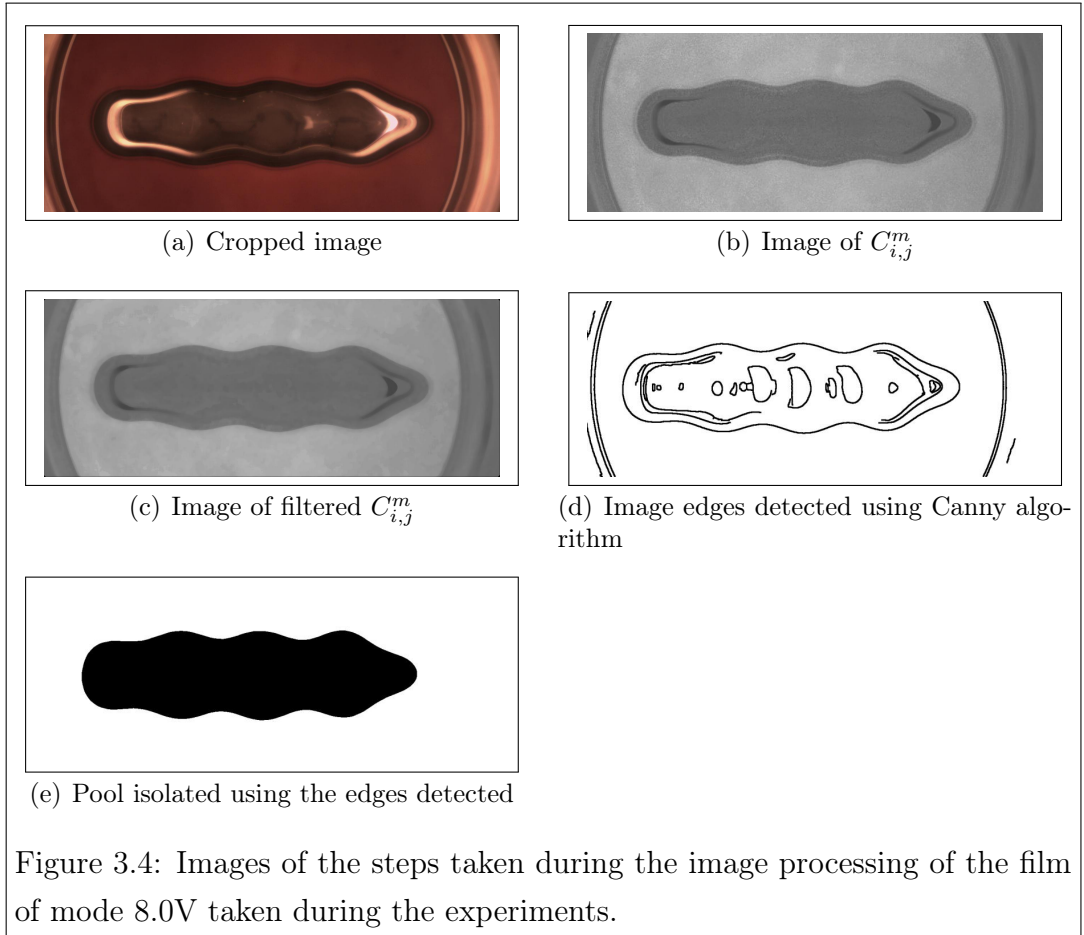 (a) Cropped image
(b) Image of $C_{i,j}^m$
(c) Image of filtered $C_{i,j}^m$
(d) Image edges detected using Canny algo-
rithm
(e) Pool isolated using the edges detected
Figure 3.4: Images of the steps taken during the image processing of the film
of mode 8.0V taken during the experiments.